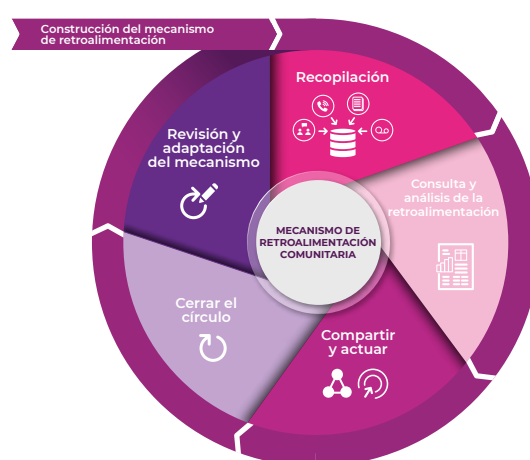 Construcción del mecanismo
de retroalimentación
Recopilación
Consulta y
análisis de la
retroalimentación
Compartir
y actuar
Cerrar el
círculo
Revisión y
adaptación
del mecanismo
MECANISMO DE
RETROALIMENTACIÓN
COMUNITARIA